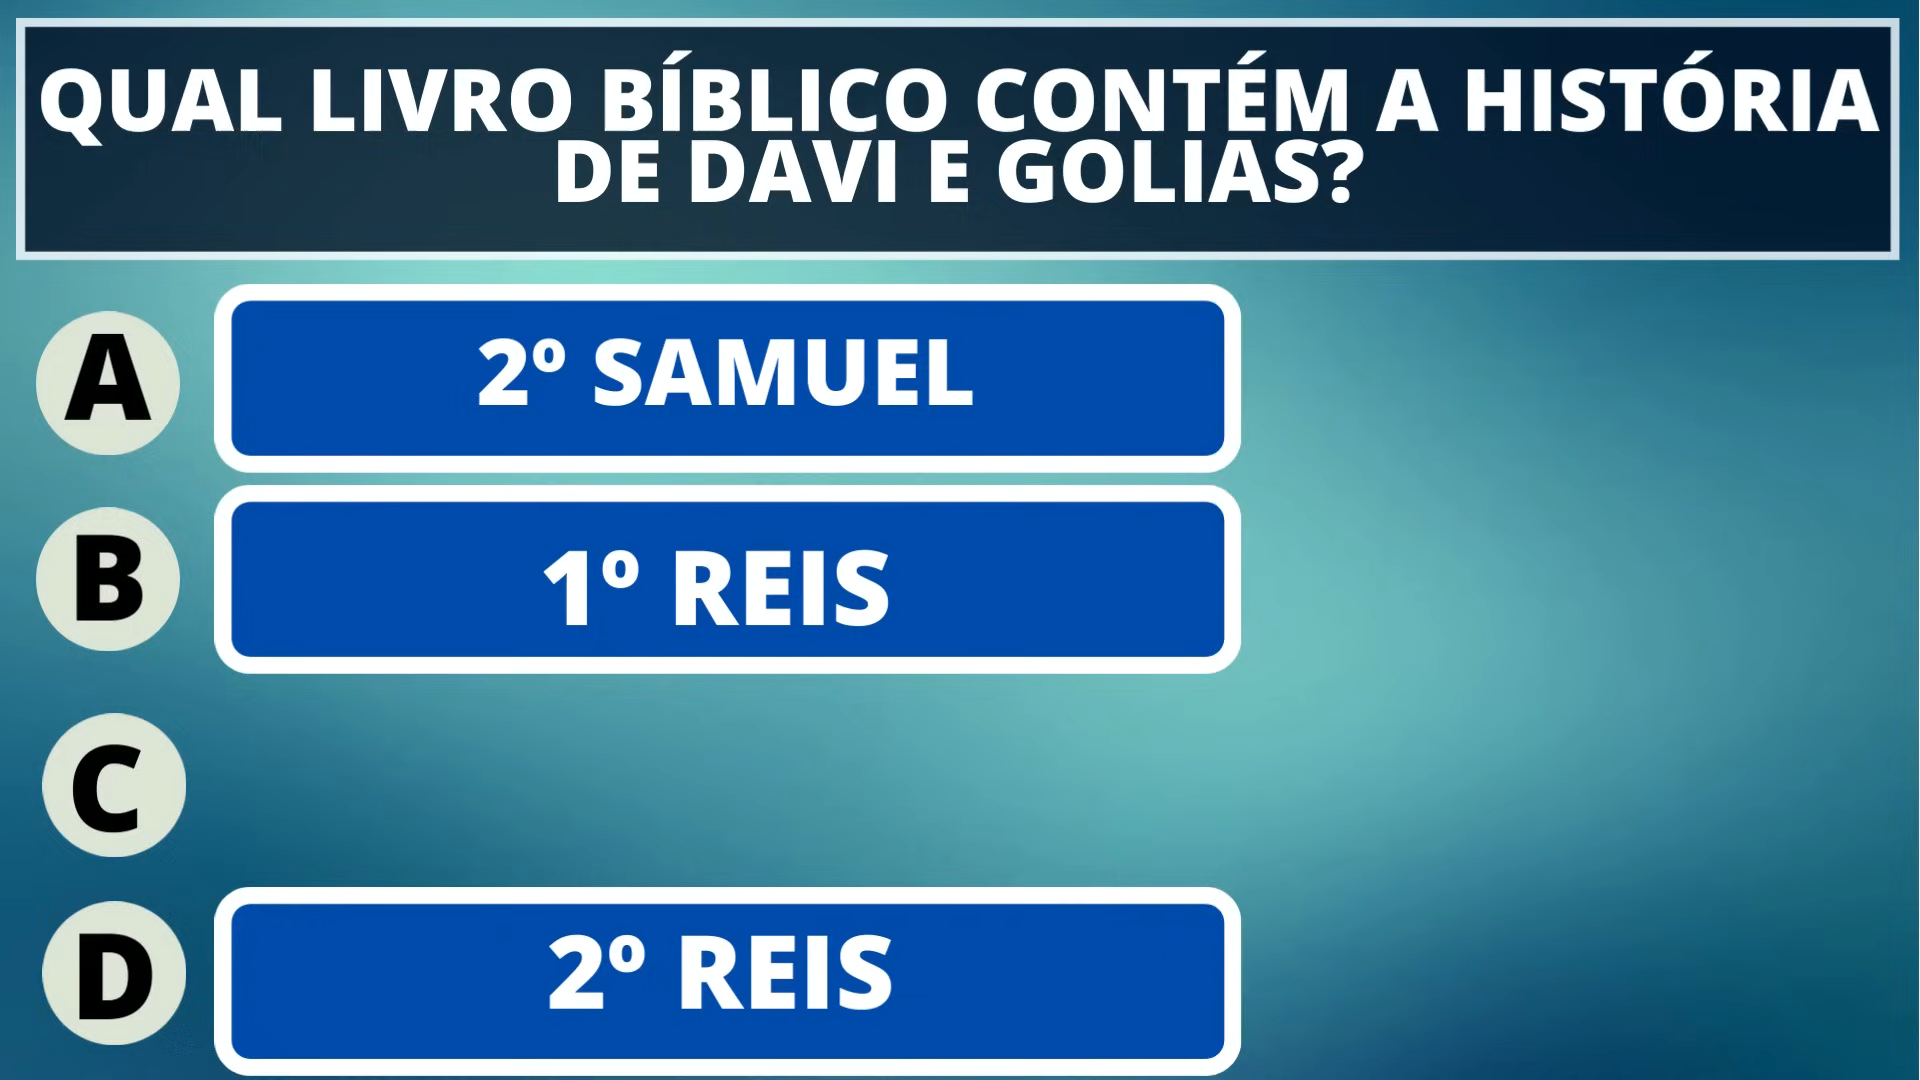 QUAL LIVRO BÍBLICO CONTÉM A HISTÓRIA
DE DAVI E GOLIAS?
A
2º SAMUEL
B
1º REIS
C
D
2º REIS